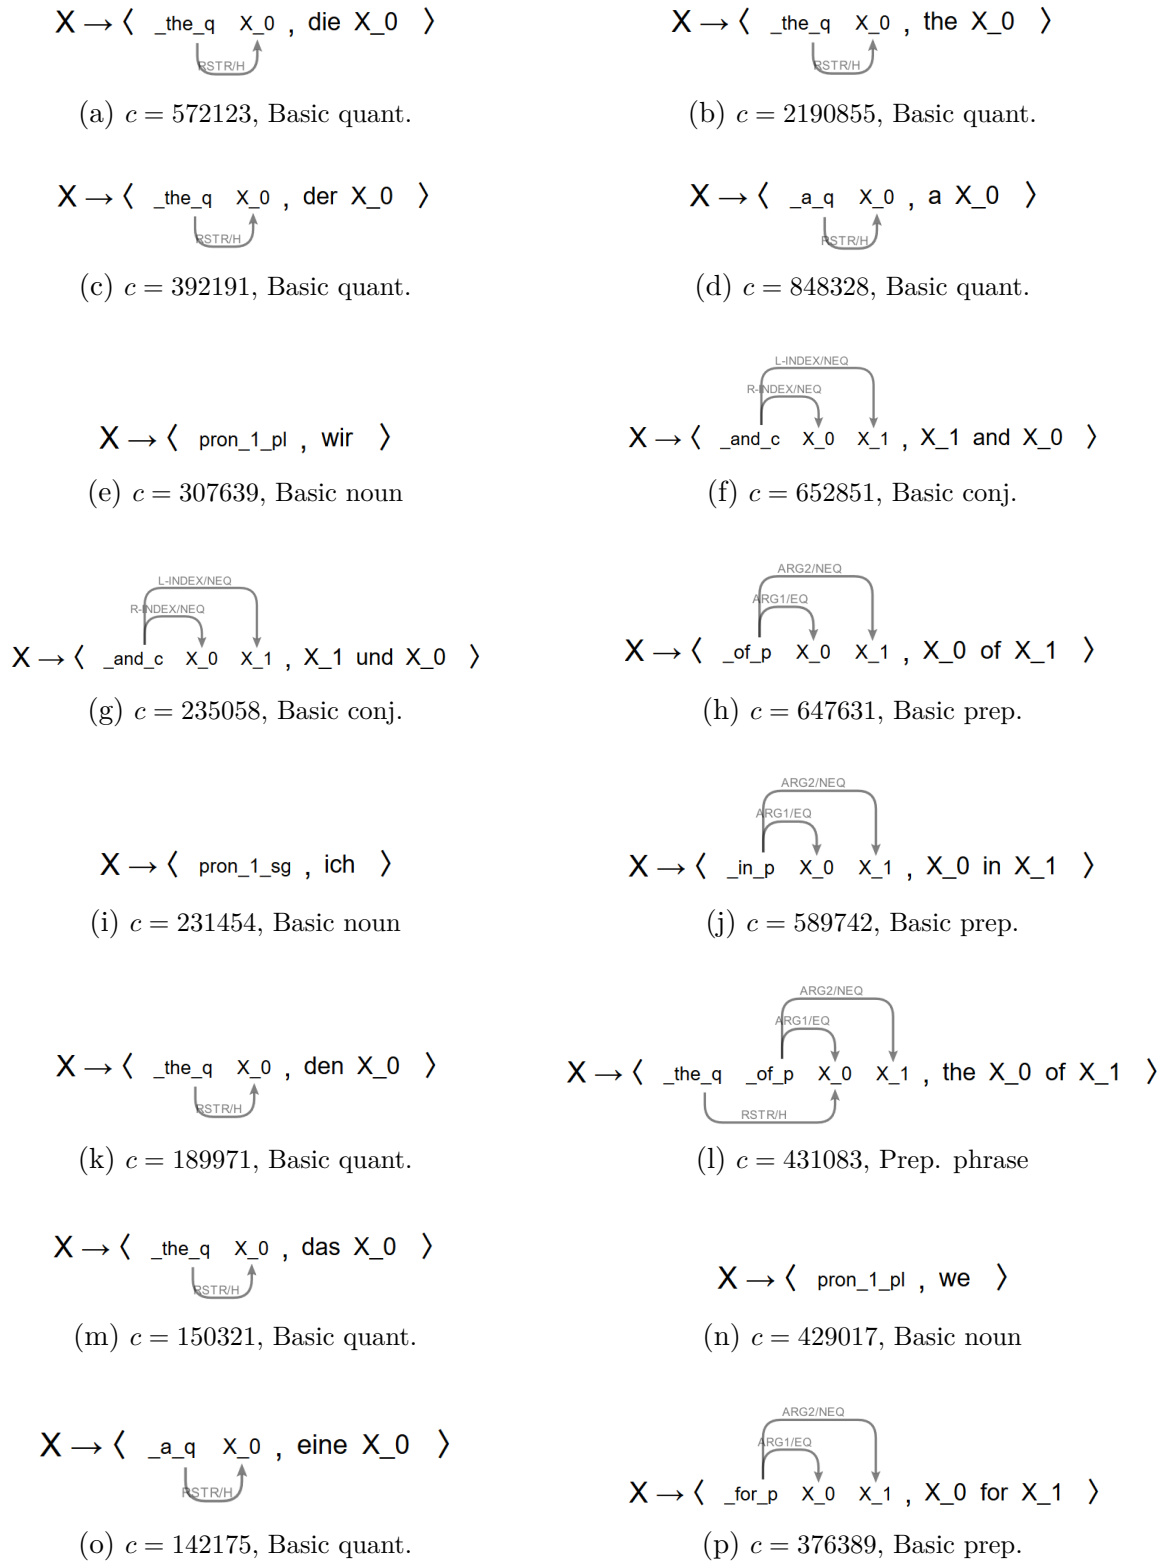 X → ⟨ _the_q X_0 , die X_0 ⟩
RSTR/H
(a) c = 572123, Basic quant.
X → ⟨ _the_q X_0 , the X_0 ⟩
RSTR/H
(b) c = 2190855, Basic quant.
X → ⟨ _the_q X_0 , der X_0 ⟩
RSTR/H
(c) c = 392191, Basic quant.
X → ⟨ _a_q X_0 , a X_0 ⟩
RSTR/H
(d) c = 848328, Basic quant.
X → ⟨ pron_1_pl , wir ⟩
(e) c = 307639, Basic noun
L-INDEX/NEQ
R-INDEX/NEQ
X → ⟨ _and_c X_0 X_1 , X_1 and X_0 ⟩
(f) c = 652851, Basic conj.
L-INDEX/NEQ
R-INDEX/NEQ
X → ⟨ _and_c X_0 X_1 , X_1 und X_0 ⟩
(g) c = 235058, Basic conj.
ARG2/NEQ
ARG1/EQ
X → ⟨ _of_p X_0 X_1 , X_0 of X_1 ⟩
(h) c = 647631, Basic prep.
X → ⟨ pron_1_sg , ich ⟩
(i) c = 231454, Basic noun
ARG2/NEQ
ARG1/EQ
X → ⟨ _in_p X_0 X_1 , X_0 in X_1 ⟩
(j) c = 589742, Basic prep.
X → ⟨ _the_q X_0 , den X_0 ⟩
RSTR/H
(k) c = 189971, Basic quant.
ARG2/NEQ
ARG1/EQ
X → ⟨ _the_q _of_p X_0 X_1 , the X_0 of X_1 ⟩
RSTR/H
(l) c = 431083, Prep. phrase
X → ⟨ _the_q X_0 , das X_0 ⟩
RSTR/H
(m) c = 150321, Basic quant.
X → ⟨ pron_1_pl , we ⟩
(n) c = 429017, Basic noun
X → ⟨ _a_q X_0 , eine X_0 ⟩
RSTR/H
(o) c = 142175, Basic quant.
ARG2/NEQ
ARG1/EQ
X → ⟨ _for_p X_0 X_1 , X_0 for X_1 ⟩
(p) c = 376389, Basic prep.